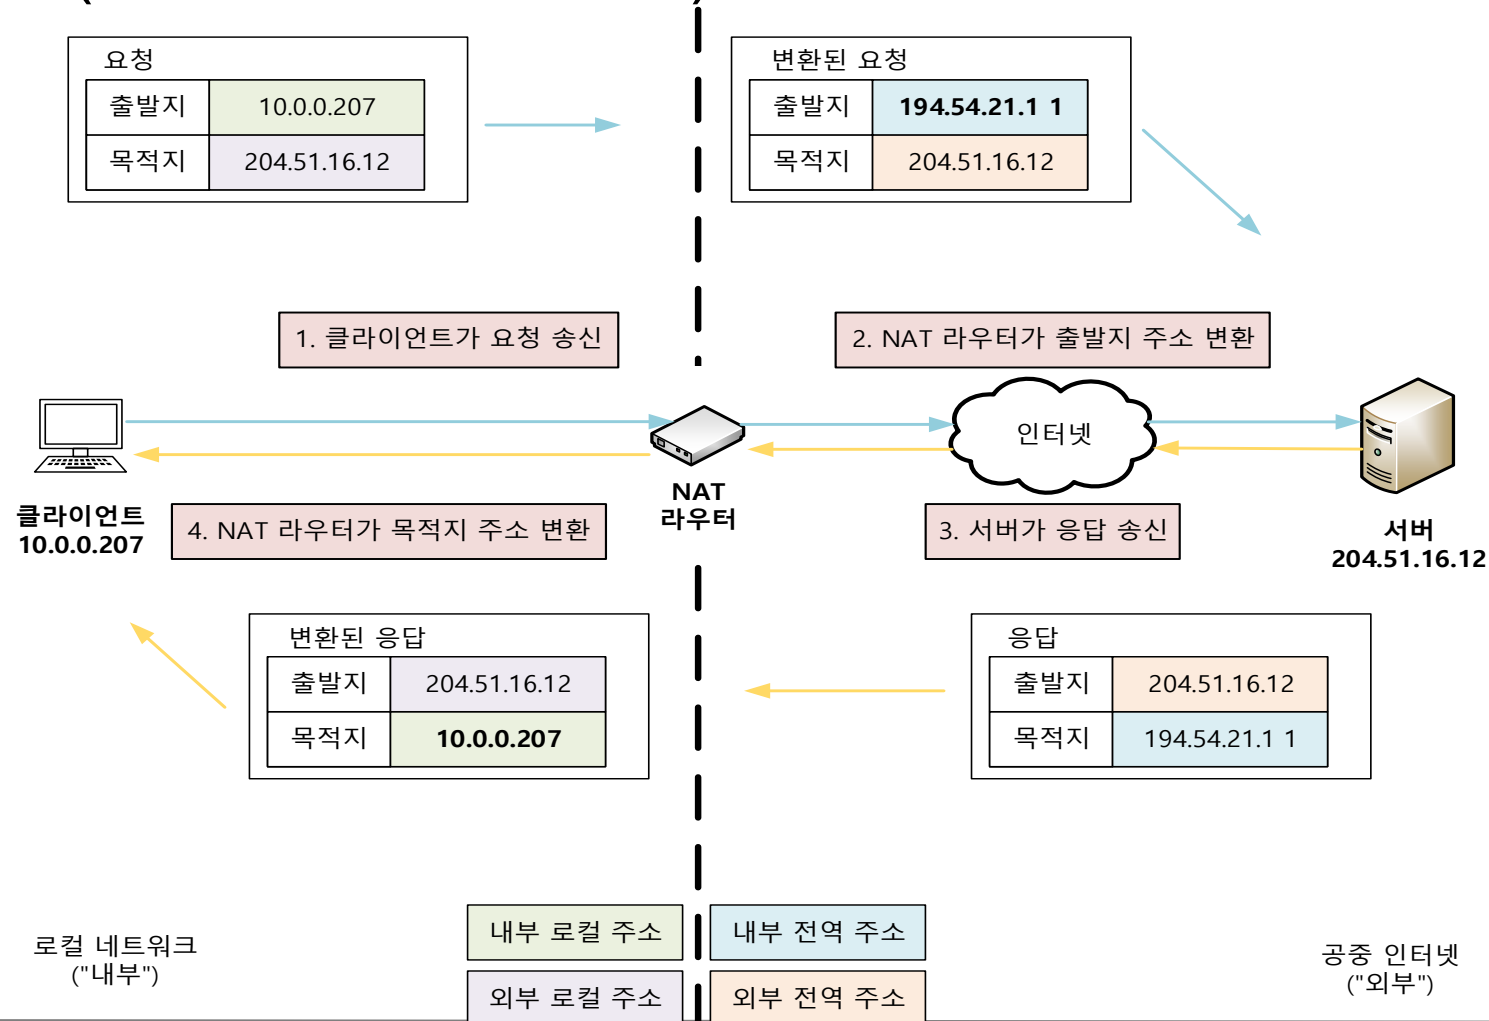 요청
출발지 10.0.0.207
목적지 204.51.16.12
변환된 요청
출발지 194.54.21.1 1
목적지 204.51.16.12
1. 클라이언트가 요청 송신
2. NAT 라우터가 출발지 주소 변환
인터넷
클라이언트
10.0.0.207
NAT
라우터
서버
204.51.16.12
4. NAT 라우터가 목적지 주소 변환
3. 서버가 응답 송신
변환된 응답
출발지 204.51.16.12
목적지 10.0.0.207
응답
출발지 204.51.16.12
목적지 194.54.21.1 1
로컬 네트워크
("내부")
내부 로컬 주소
내부 전역 주소
외부 로컬 주소
외부 전역 주소
공중 인터넷
("외부")